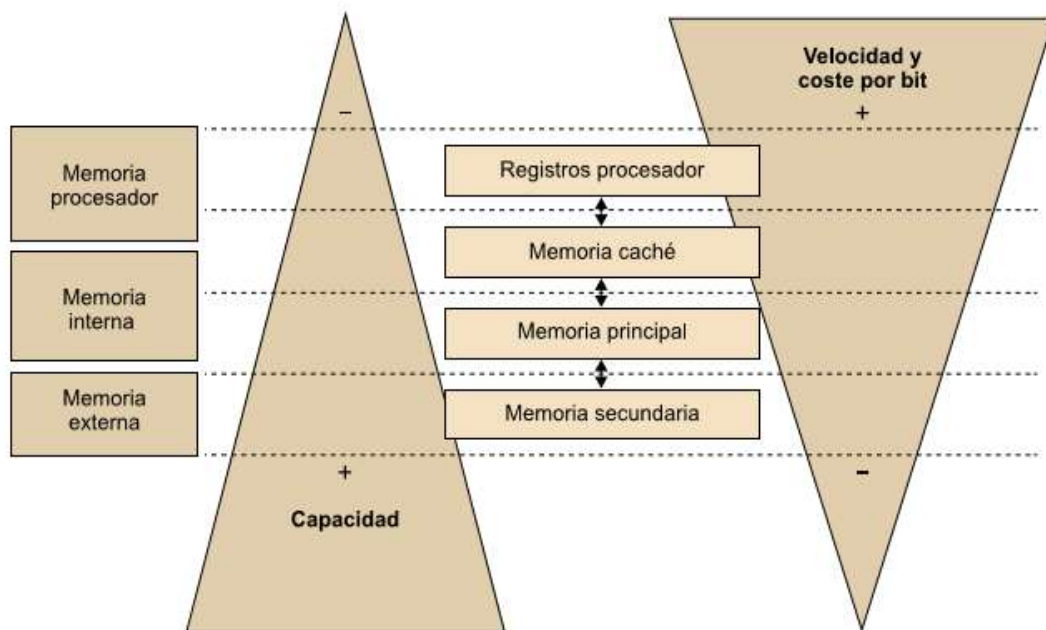 Velocidad y
coste por bit
–
+
Memoria
procesador
Registros procesador
Memoria caché
Memoria
interna
Memoria principal
Memoria
externa
Memoria secundaria
+
–
Capacidad